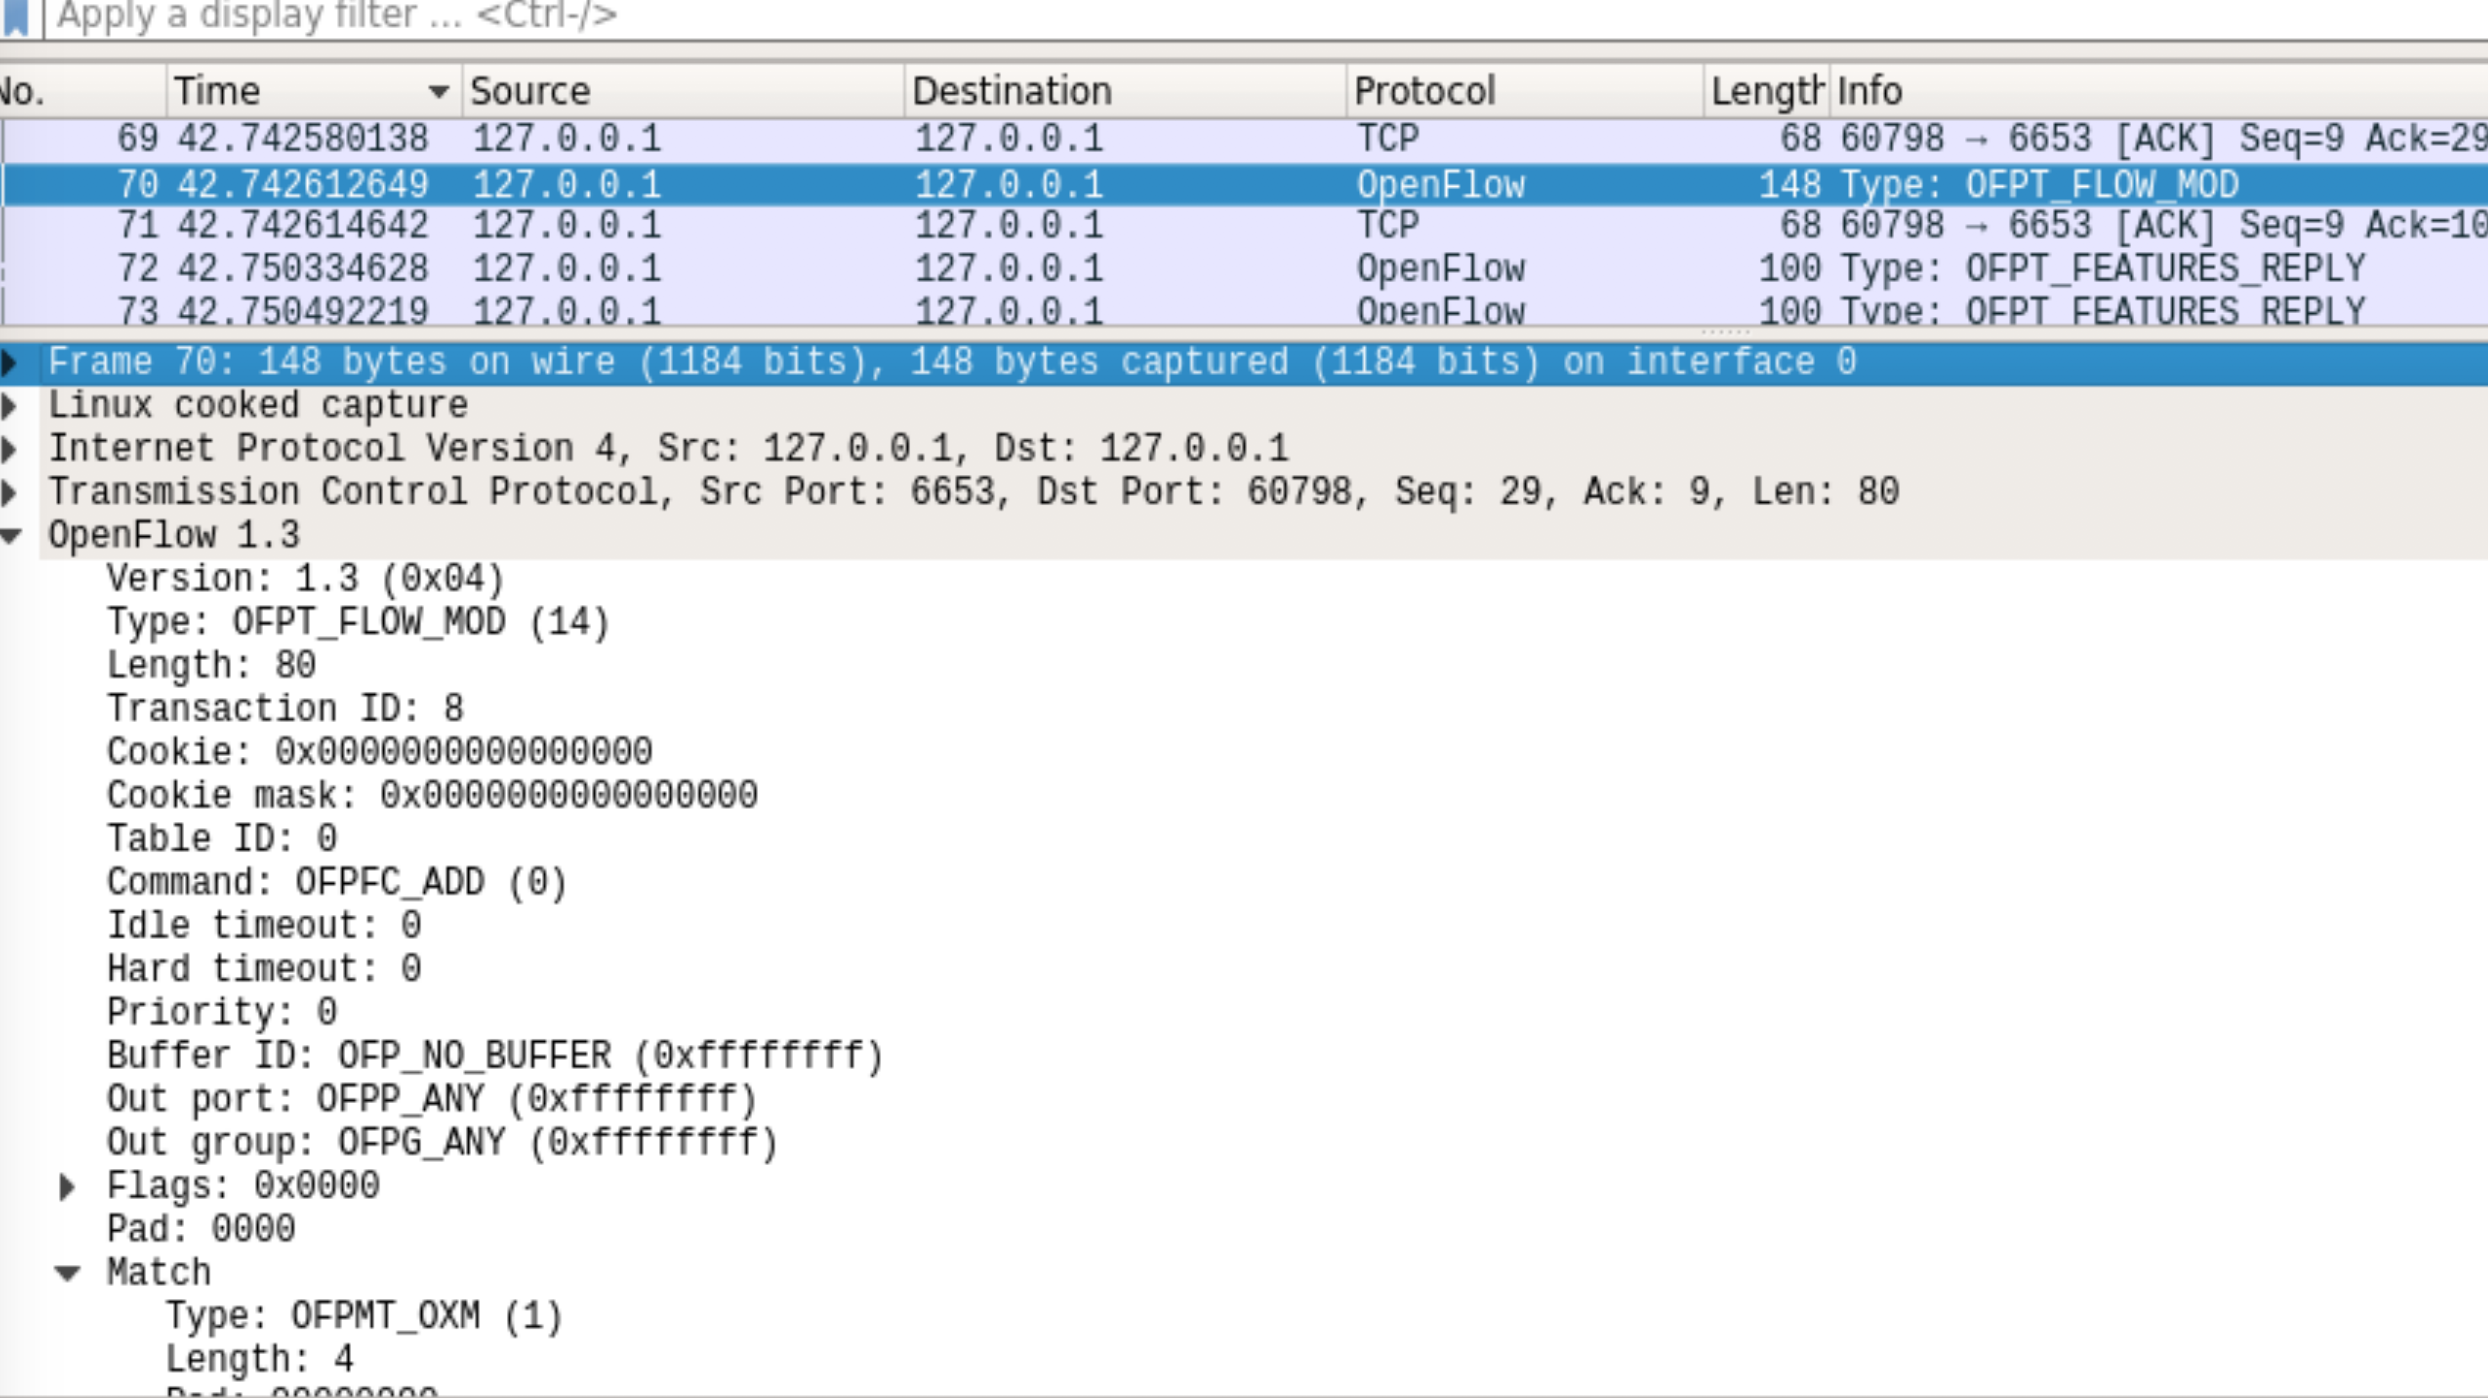 Apply a display filter ... <Ctrl-/>
No. Time Source Destination Protocol Length Info
69 42.742580138 127.0.0.1 127.0.0.1 TCP 68 60798 → 6653 [ACK] Seq=9 Ack=29
70 42.742612649 127.0.0.1 127.0.0.1 OpenFlow 148 Type: OFPT_FLOW_MOD
71 42.742614642 127.0.0.1 127.0.0.1 TCP 68 60798 → 6653 [ACK] Seq=9 Ack=10
72 42.750334628 127.0.0.1 127.0.0.1 OpenFlow 100 Type: OFPT_FEATURES_REPLY
73 42.750492219 127.0.0.1 127.0.0.1 OpenFlow 100 Type: OFPT_FEATURES_REPLY
Frame 70: 148 bytes on wire (1184 bits), 148 bytes captured (1184 bits) on interface 0
Linux cooked capture
Internet Protocol Version 4, Src: 127.0.0.1, Dst: 127.0.0.1
Transmission Control Protocol, Src Port: 6653, Dst Port: 60798, Seq: 29, Ack: 9, Len: 80
OpenFlow 1.3
Version: 1.3 (0x04)
Type: OFPT_FLOW_MOD (14)
Length: 80
Transaction ID: 8
Cookie: 0x0000000000000000
Cookie mask: 0x0000000000000000
Table ID: 0
Command: OFPFC_ADD (0)
Idle timeout: 0
Hard timeout: 0
Priority: 0
Buffer ID: OFP_NO_BUFFER (0xffffffff)
Out port: OFPP_ANY (0xffffffff)
Out group: OFPG_ANY (0xffffffff)
Flags: 0x0000
Pad: 0000
Match
Type: OFPMT_OXM (1)
Length: 4
Pad: 00000000